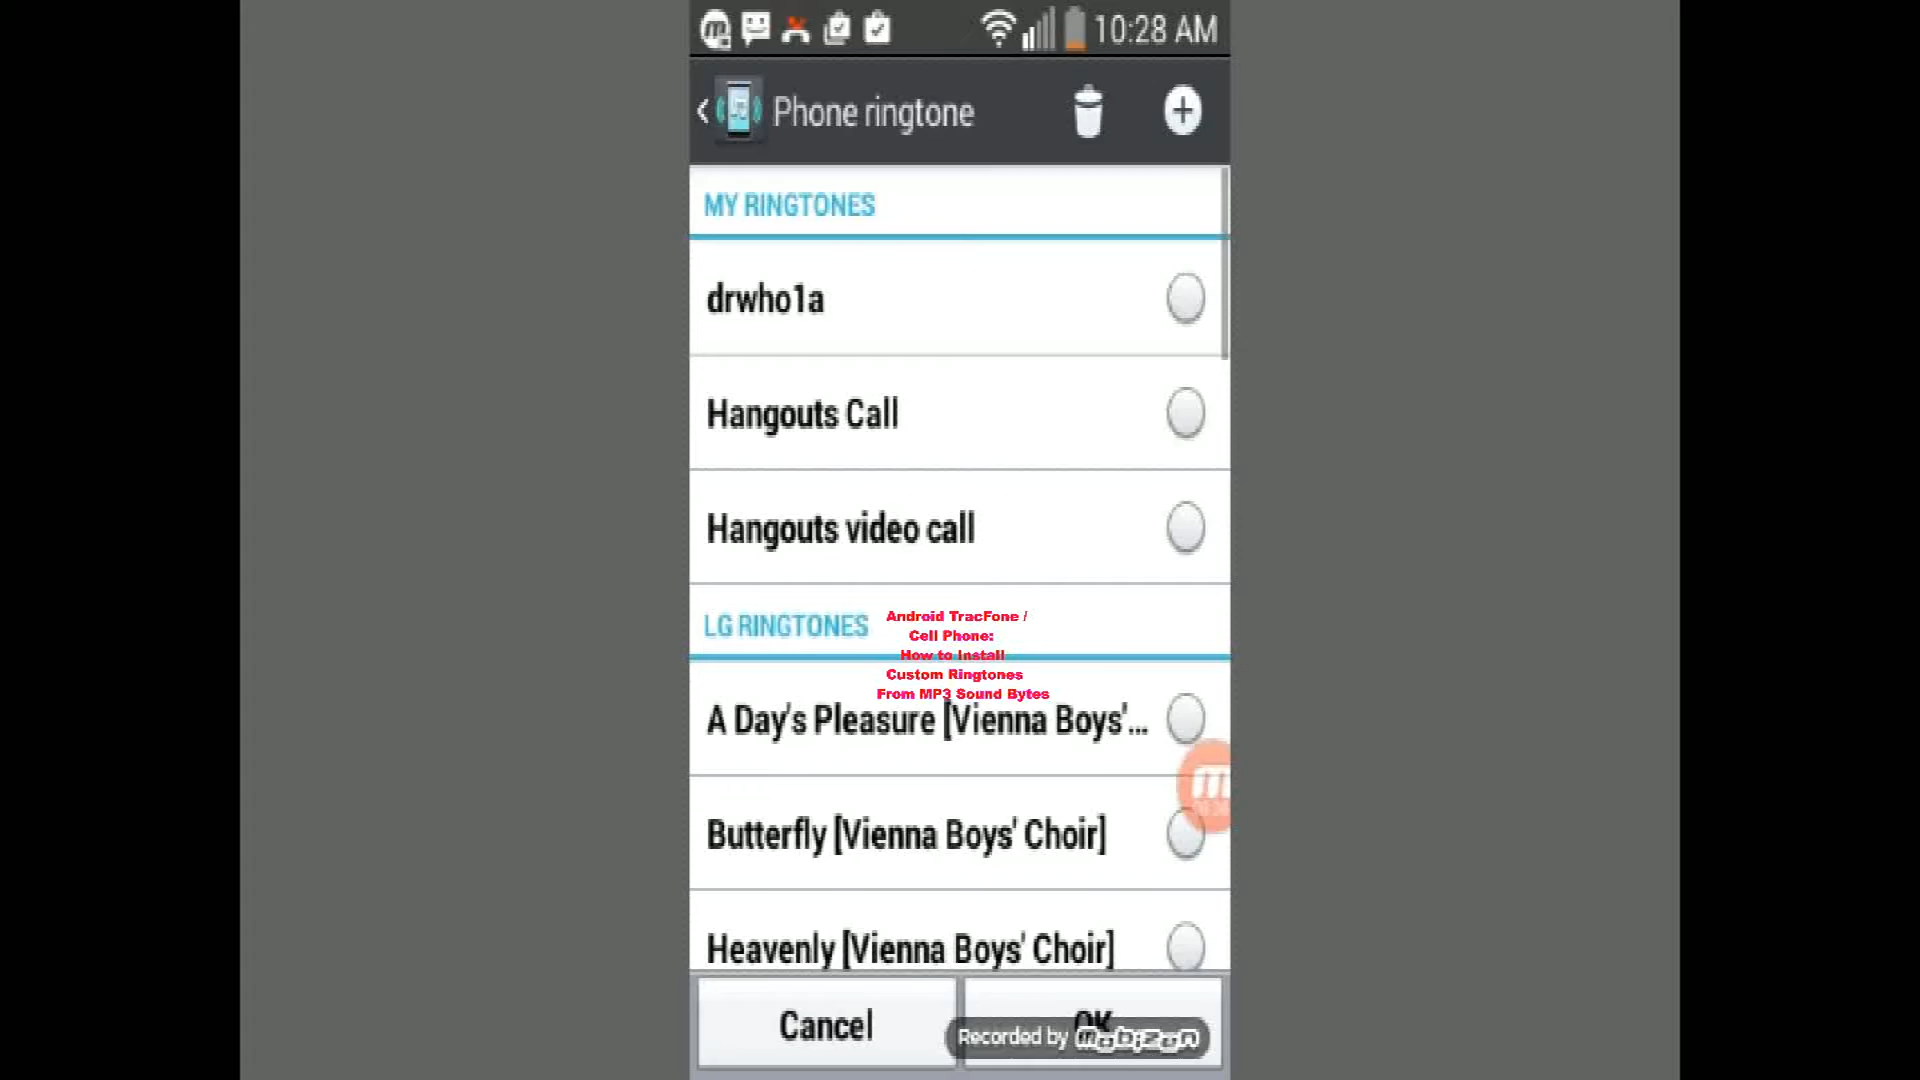 10:28 AM
Phone ringtone
MY RINGTONES
drwho1a
Hangouts Call
Hangouts video call
LG RINGTONES
Android TracFone /
Cell Phone:
How to Install
Custom Ringtones
From MP3 Sound Bytes
A Day's Pleasure [Vienna Boys'...
Butterfly [Vienna Boys' Choir]
Heavenly [Vienna Boys' Choir]
Cancel
OK
Recorded by mobizen